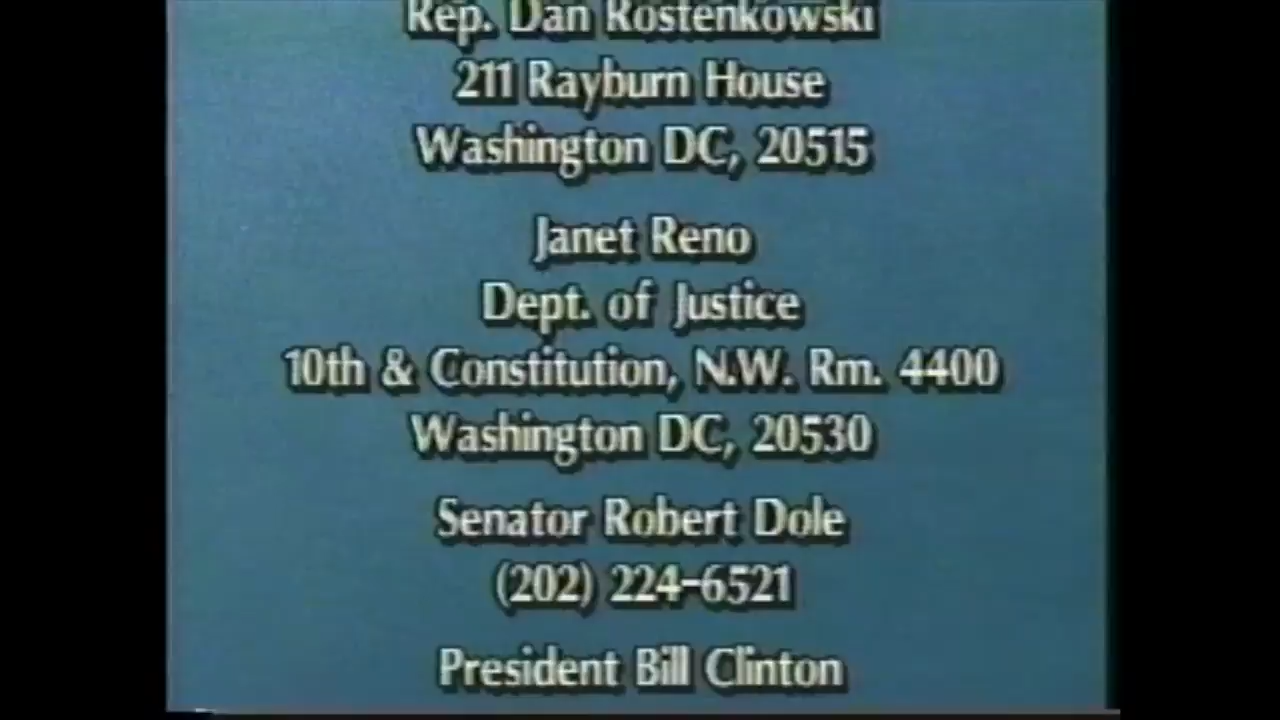 Rep. Dan Rostenkowski
211 Rayburn House
Washington DC, 20515
Janet Reno
Dept. of Justice
10th & Constitution, N.W. Rm. 4400
Washington DC, 20530
Senator Robert Dole
(202) 224-6521
President Bill Clinton